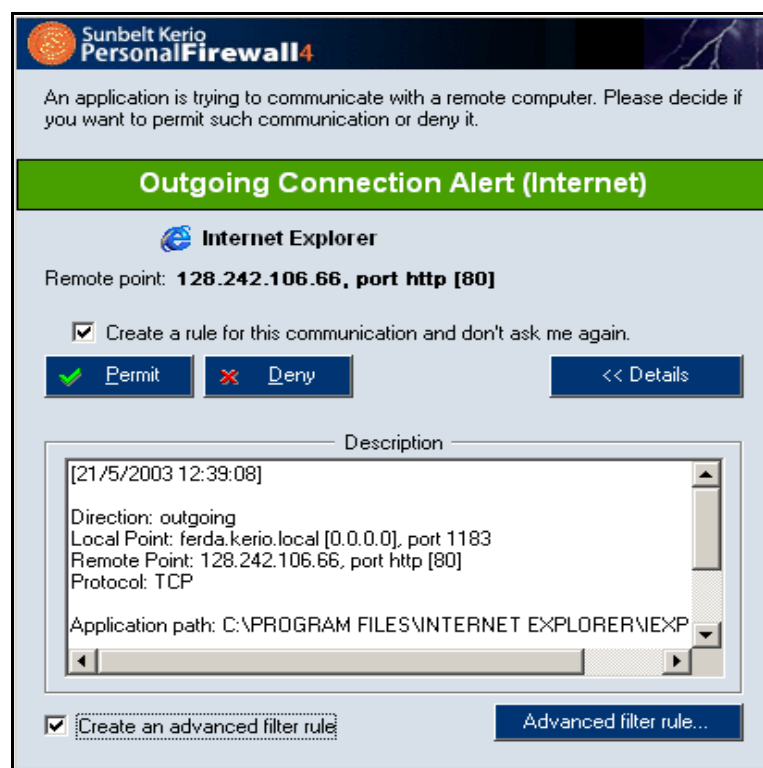 Sunbelt Kerio
PersonalFirewall4
An application is trying to communicate with a remote computer. Please decide if
you want to permit such communication or deny it.
Outgoing Connection Alert (Internet)
Internet Explorer
Remote point: 128.242.106.66, port http [80]
Create a rule for this communication and don't ask me again.
Permit
Deny
<< Details
Description
[21/5/2003 12:39:08]
Direction: outgoing
Local Point: ferda.kerio.local [0.0.0.0], port 1183
Remote Point: 128.242.106.66, port http [80]
Protocol: TCP
Application path: C:\PROGRAM FILES\INTERNET EXPLORER\IEXP
Create an advanced filter rule
Advanced filter rule...